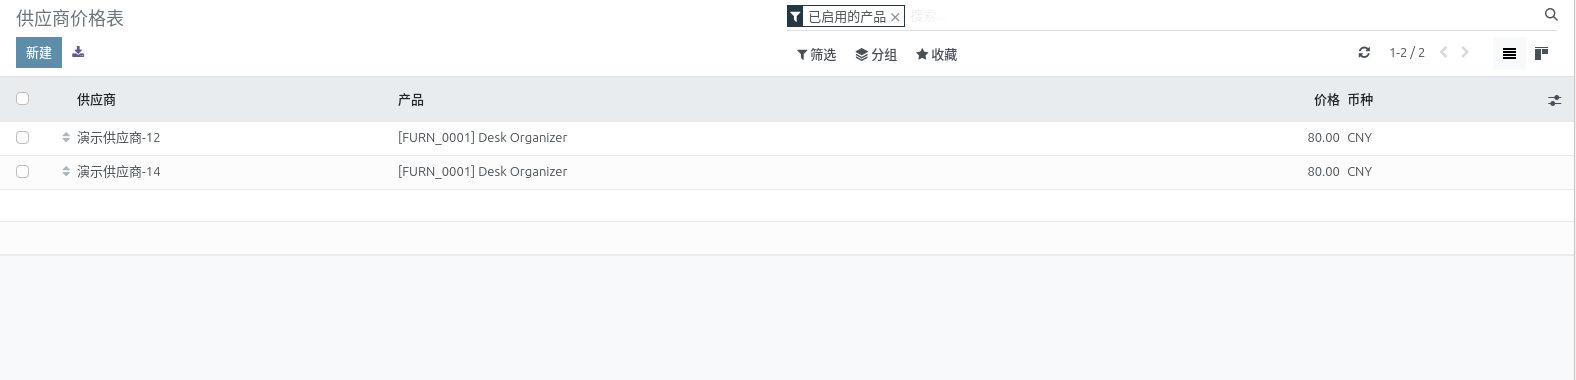 供应商价格表
已启用的产品 × 搜索...
新建
筛选 分组 收藏 1-2 / 2
供应商 产品 价格 币种
演示供应商-12 [FURN_0001] Desk Organizer 80.00 CNY
演示供应商-14 [FURN_0001] Desk Organizer 80.00 CNY